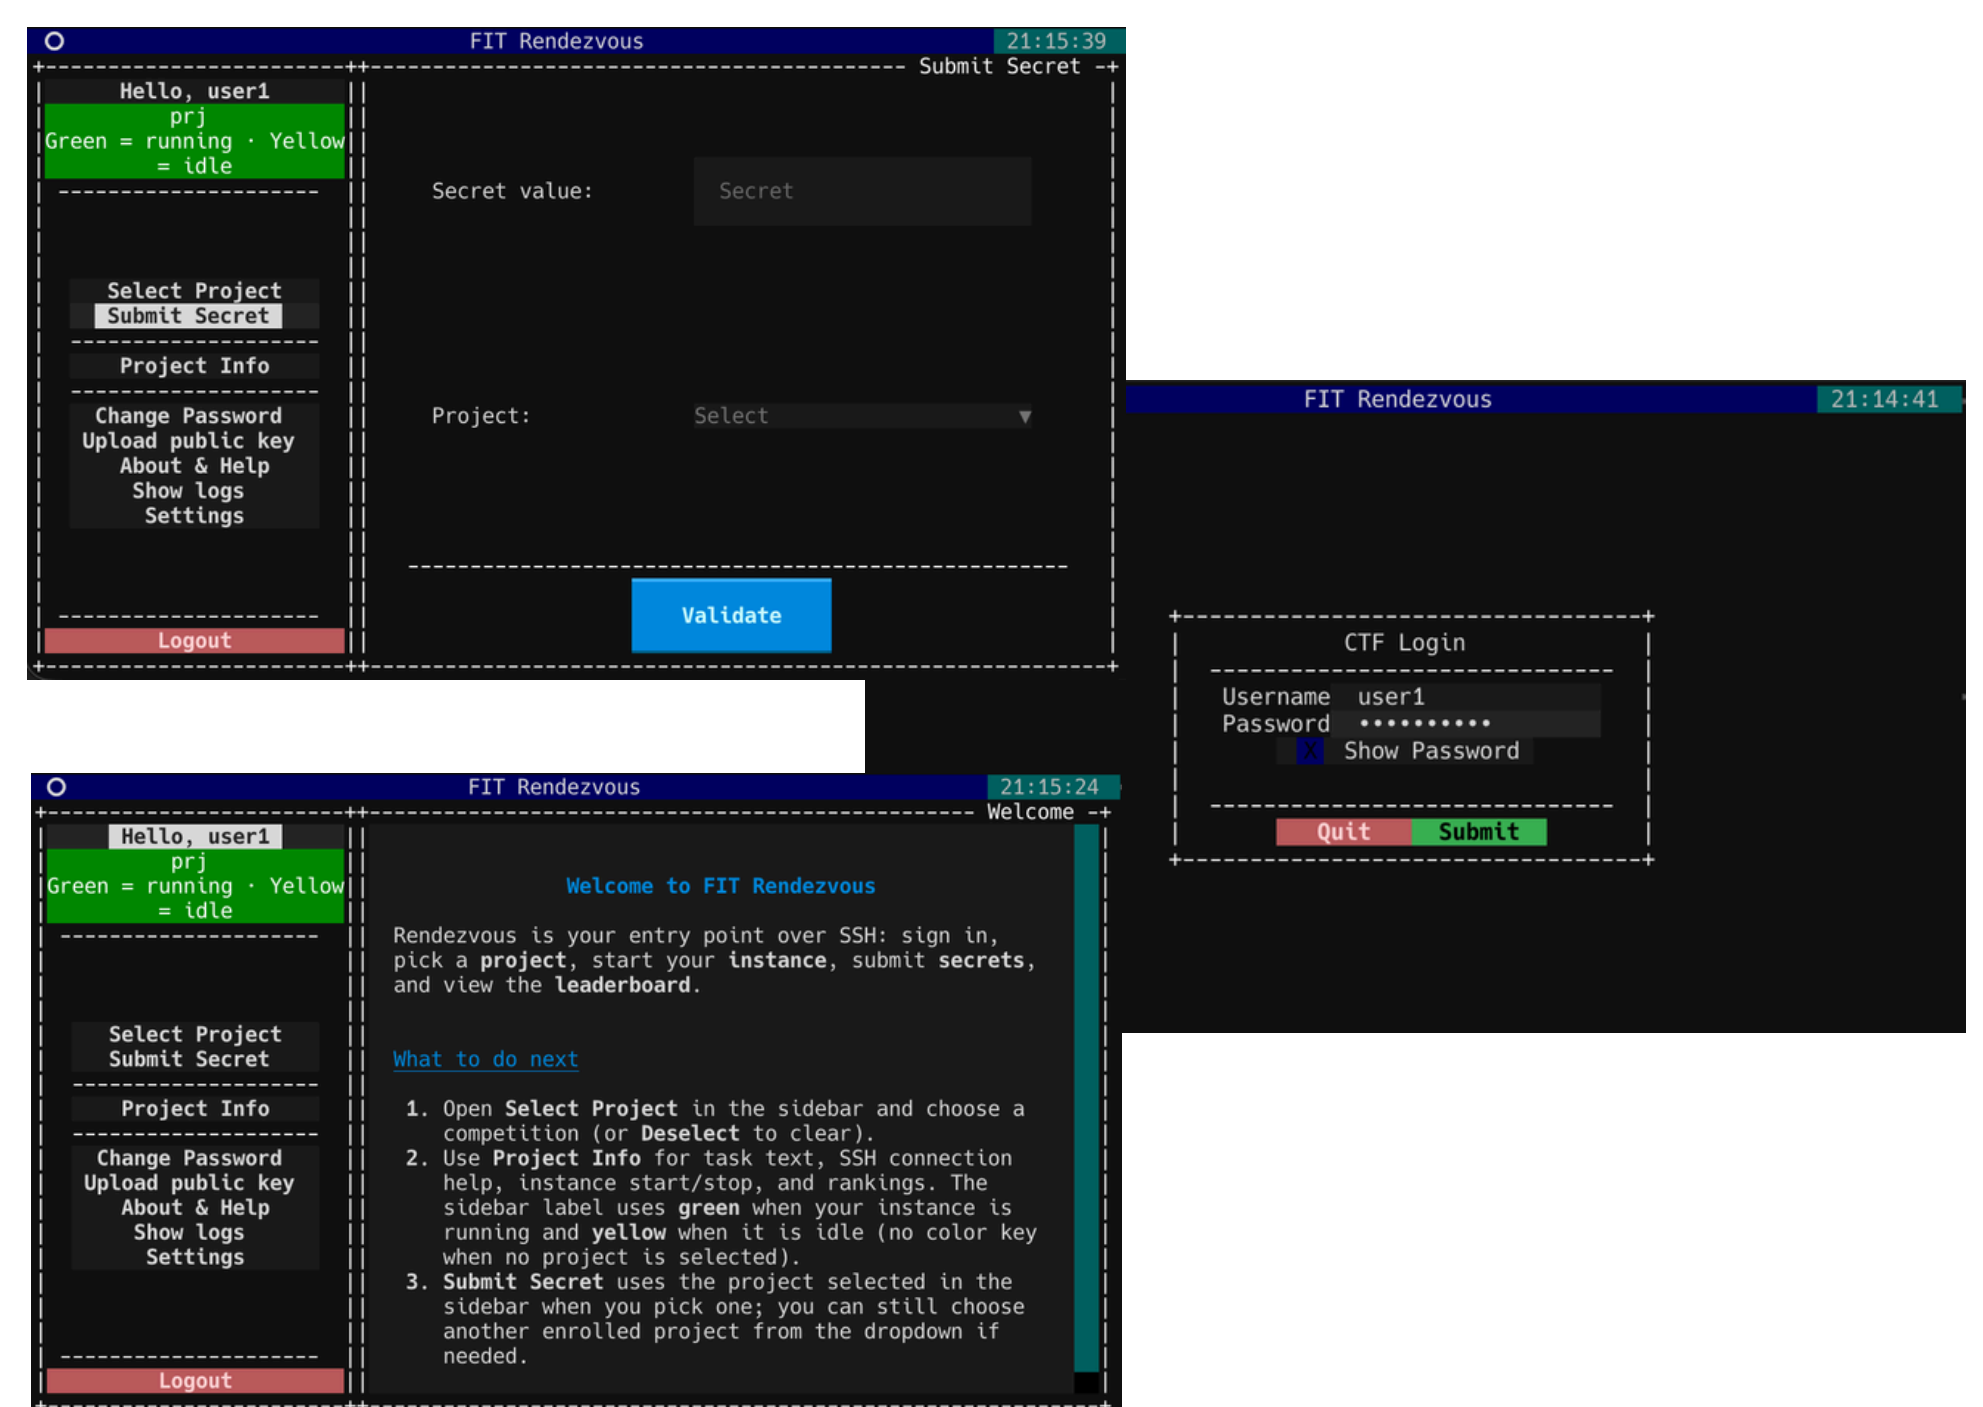 FIT Rendezvous 21:15:39
Submit Secret
Hello, user1
prj
Green = running · Yellow
= idle
Secret value: Secret
Select Project
Submit Secret
Project Info
Project: Select ▼
Change Password
Upload public key
About & Help
Show logs
Settings
Validate
Logout
FIT Rendezvous 21:14:41
CTF Login
Username user1
Password ••••••••••
X Show Password
Quit Submit
FIT Rendezvous 21:15:24
Welcome
Hello, user1
prj
Green = running · Yellow
= idle
Select Project
Submit Secret
Project Info
Change Password
Upload public key
About & Help
Show logs
Settings
Logout
Welcome to FIT Rendezvous
Rendezvous is your entry point over SSH: sign in,
pick a project, start your instance, submit secrets,
and view the leaderboard.
What to do next
1. Open Select Project in the sidebar and choose a
competition (or Deselect to clear).
2. Use Project Info for task text, SSH connection
help, instance start/stop, and rankings. The
sidebar label uses green when your instance is
running and yellow when it is idle (no color key
when no project is selected).
3. Submit Secret uses the project selected in the
sidebar when you pick one; you can still choose
another enrolled project from the dropdown if
needed.